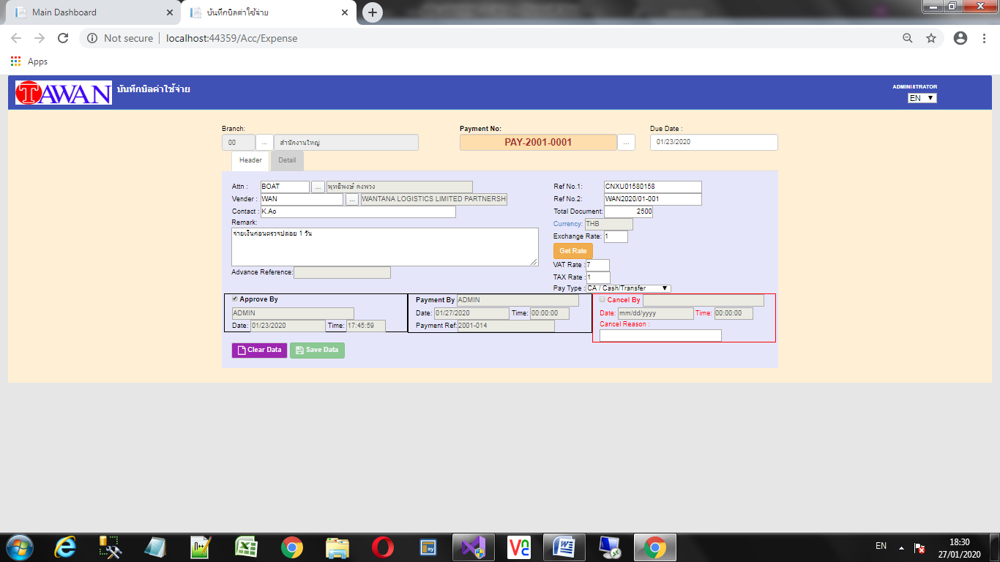 Main Dashboard
บันทึกบิลค่าใช้จ่าย
Not secure
localhost:44359/Acc/Expense
Apps
TAWAN
บันทึกบิลค่าใช้จ่าย
ADMINISTRATOR
EN
Branch:
Payment No:
Due Date :
00
...
สำนักงานใหญ่
PAY-2001-0001
...
01/23/2020
Header
Detail
Attn :
BOAT
...
พุทธิพงษ์ คงพ่วง
Ref No.1:
CNXU01580158
Vender :
WAN
...
WANTANA LOGISTICS LIMITED PARTNERSH
Ref No.2:
WAN2020/01-001
Contact :
K.Ao
Total Document:
2500
Remark:
Currency:
THB
จ่ายเงินก่อนตรวจปล่อย 1 วัน
Exchange Rate:
1
Get Rate
VAT Rate :
7
Advance Reference:
TAX Rate :
1
Pay Type :
CA / Cash/Transfer
Approve By
Payment By
ADMIN
Cancel By
ADMIN
Date:
01/27/2020
Time:
00:00:00
Date:
mm/dd/yyyy
Time:
00:00:00
Date:
01/23/2020
Time:
17:45:59
Payment Ref:
2001-014
Cancel Reason :
Clear Data
Save Data
EN
18:30
27/01/2020